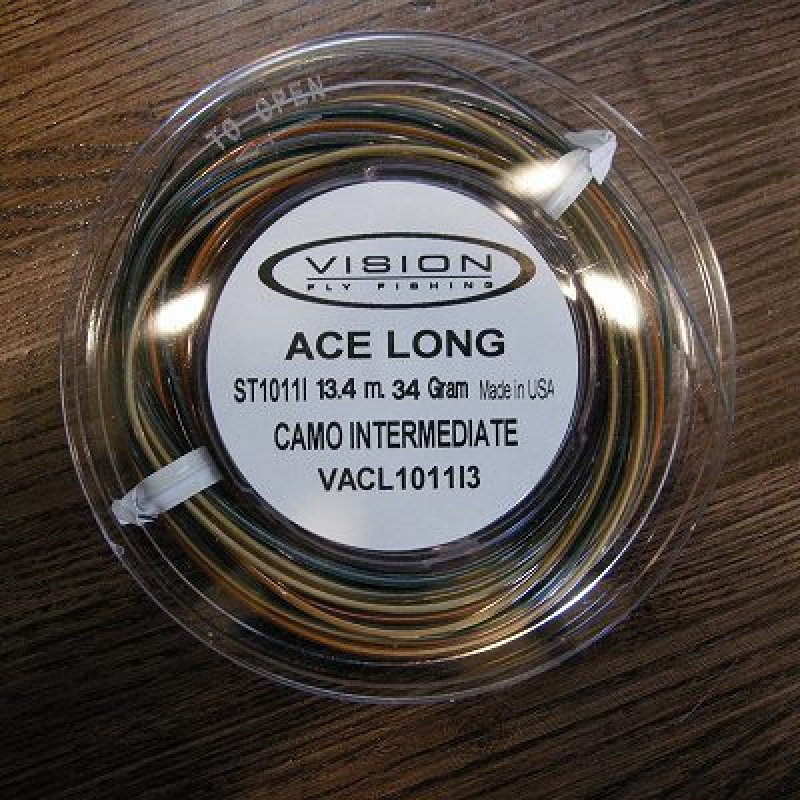 TO OPEN
VISION
FLY FISHING
ACE LONG
ST1011I 13.4 m. 34 Gram Made in USA
CAMO INTERMEDIATE
VACL1011I3